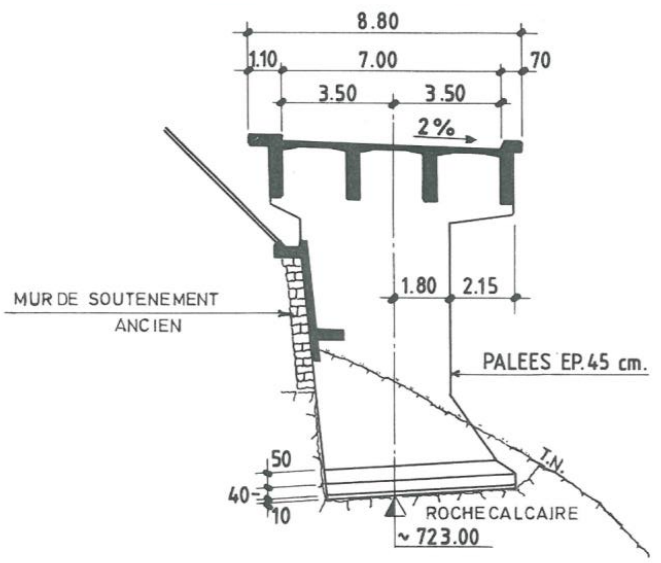 8.80
1.10 7.00 70
3.50 3.50
2%
1.80 2.15
MUR DE SOUTENEMENT
ANCIEN
PALEES EP.45 cm.
T.N.
50
40
10
ROCHE CALCAIRE
~ 723.00